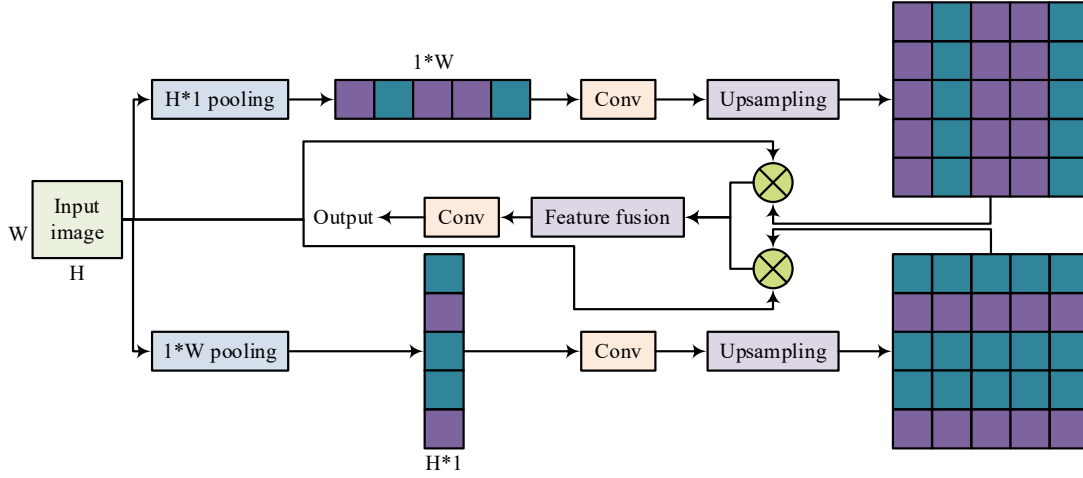 1*W
H*1 pooling
Conv
Upsampling
Input
image
W
H
Output
Conv
Feature fusion
1*W pooling
Conv
Upsampling
H*1